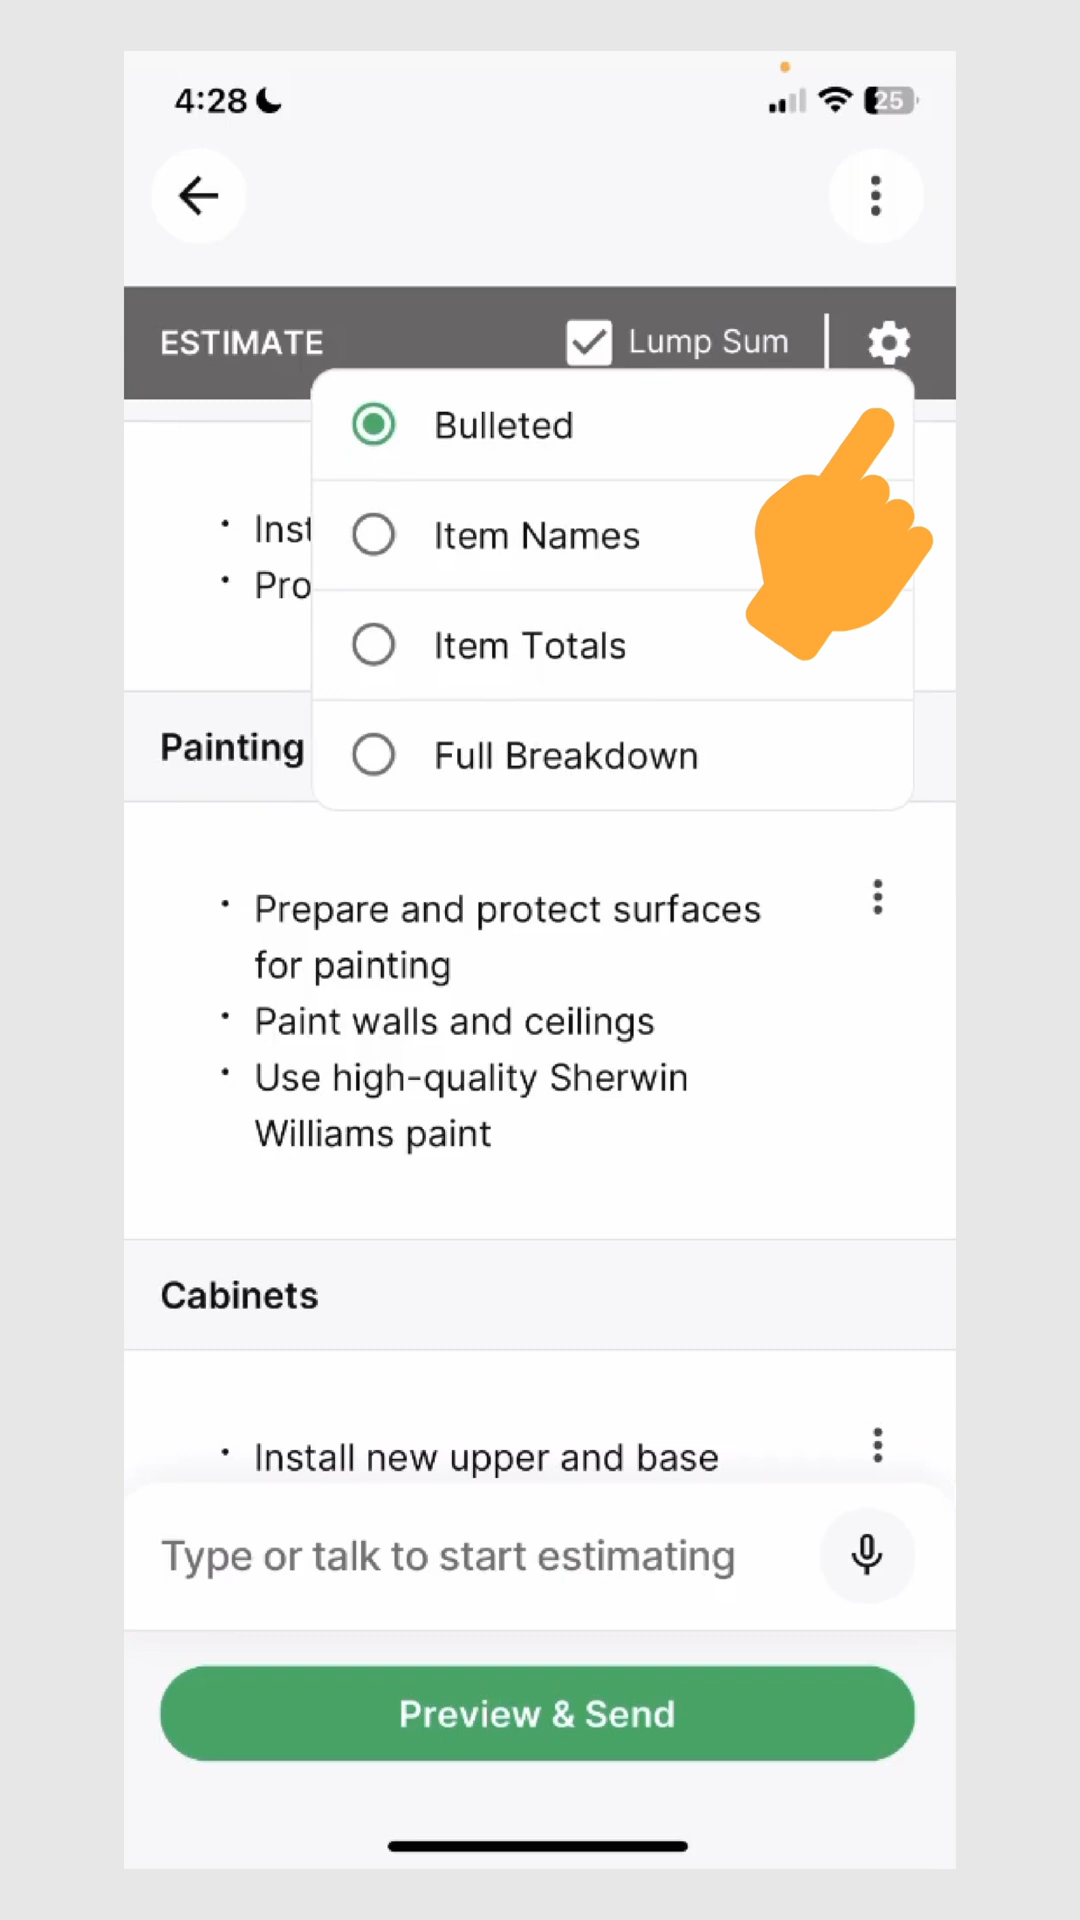 4:28
25
ESTIMATE
Lump Sum
Bulleted
Item Names
Item Totals
Full Breakdown
Painting
• Prepare and protect surfaces
for painting
• Paint walls and ceilings
• Use high-quality Sherwin
Williams paint
Cabinets
• Install new upper and base
Type or talk to start estimating
Preview & Send